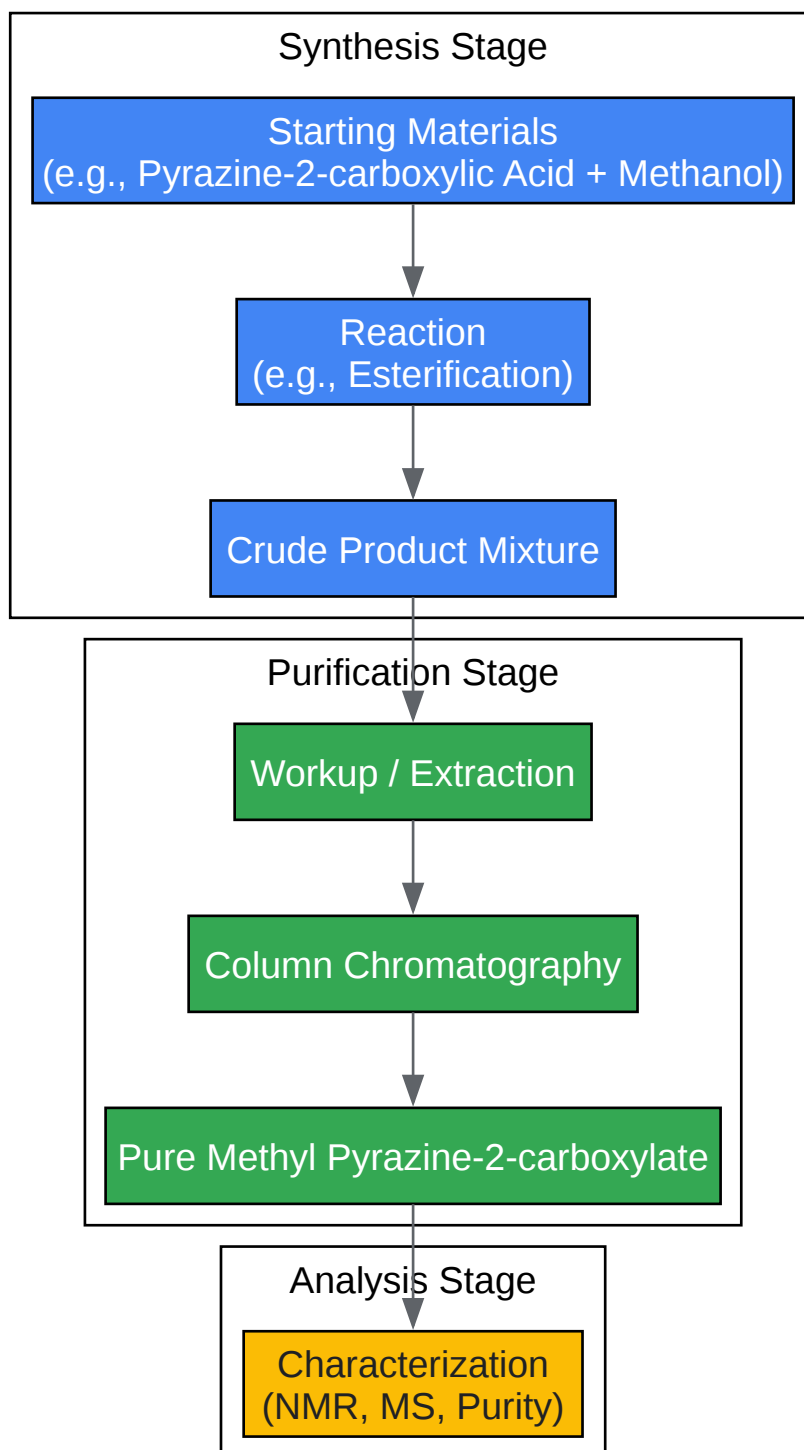 Synthesis Stage
Starting Materials
(e.g., Pyrazine-2-carboxylic Acid + Methanol)
Reaction
(e.g., Esterification)
Crude Product Mixture
Purification Stage
Workup / Extraction
Column Chromatography
Pure Methyl Pyrazine-2-carboxylate
Analysis Stage
Characterization
(NMR, MS, Purity)